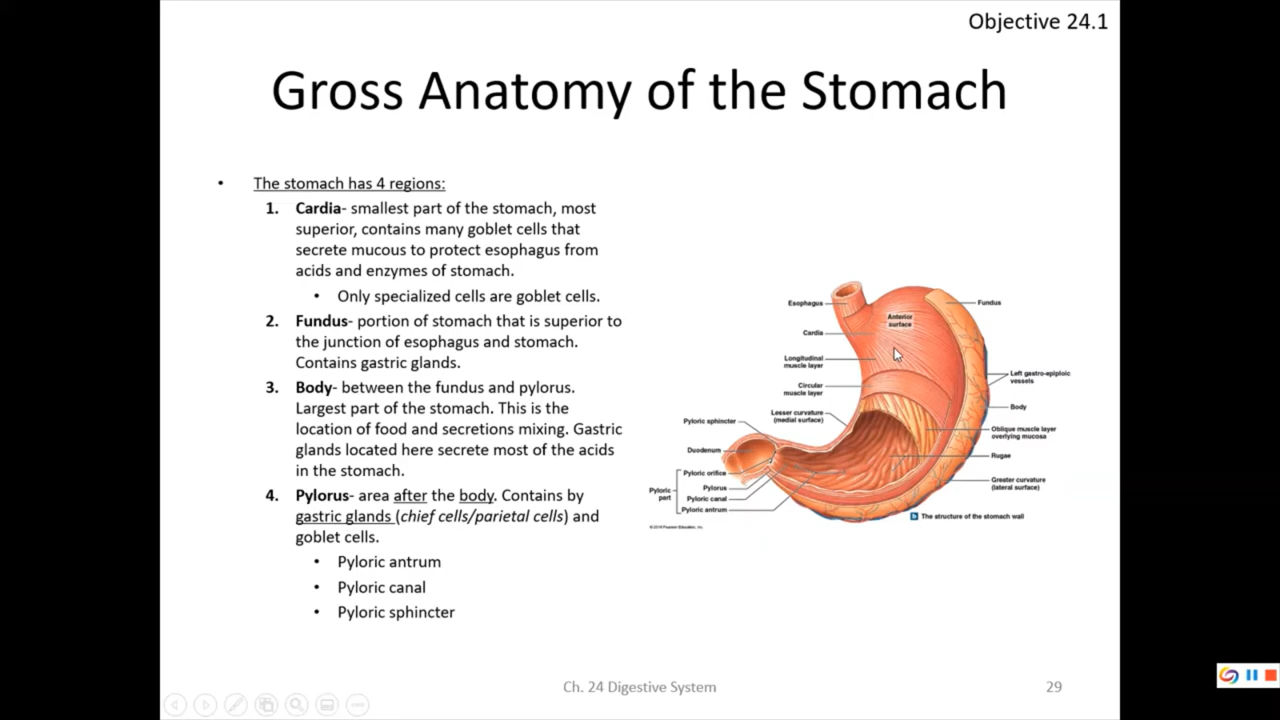 Objective 24.1
Gross Anatomy of the Stomach
• The stomach has 4 regions:
1. Cardia- smallest part of the stomach, most
superior, contains many goblet cells that
secrete mucous to protect esophagus from
acids and enzymes of stomach.
• Only specialized cells are goblet cells.
2. Fundus- portion of stomach that is superior to
the junction of esophagus and stomach.
Contains gastric glands.
3. Body- between the fundus and pylorus.
Largest part of the stomach. This is the
location of food and secretions mixing. Gastric
glands located here secrete most of the acids
in the stomach.
4. Pylorus- area after the body. Contains by
gastric glands (chief cells/parietal cells) and
goblet cells.
• Pyloric antrum
• Pyloric canal
• Pyloric sphincter
Esophagus
Cardia
Longitudinal
muscle layer
Circular
muscle layer
Lesser curvature
(medial surface)
Pyloric sphincter
Duodenum
Pyloric orifice
Pyloric
part
Pylorus
Pyloric canal
Pyloric antrum
Anterior
surface
Fundus
Left gastro-epiploic
vessels
Body
Oblique muscle layer
overlying mucosa
Rugae
Greater curvature
(lateral surface)
b The structure of the stomach wall
© 2018 Pearson Education, Inc.
Ch. 24 Digestive System
29